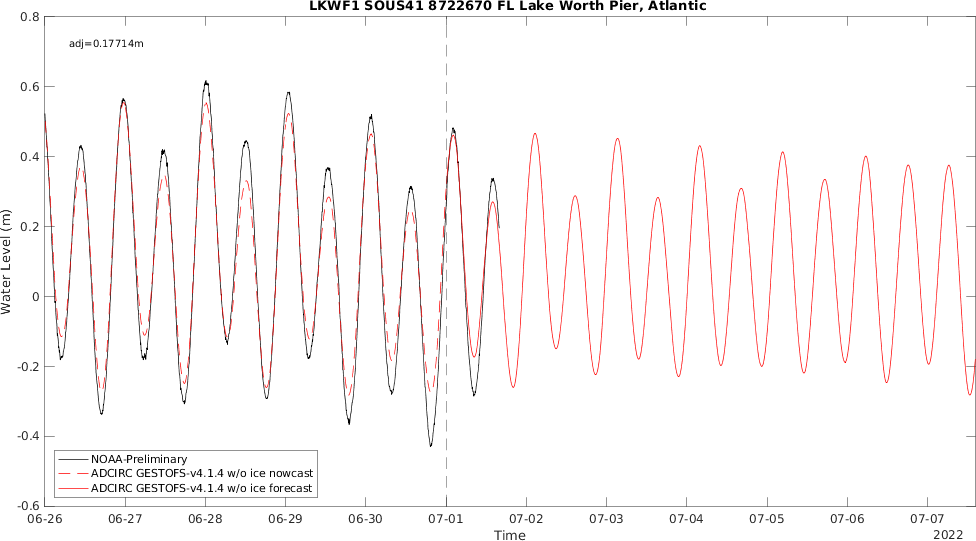 LKWF1 SOUS41 8722670 FL Lake Worth Pier, Atlantic
adj=0.17714m
0.8
0.6
0.4
0.2
0
-0.2
-0.4
-0.6
Water Level (m)
NOAA-Preliminary
ADCIRC GESTOFS-v4.1.4 w/o ice nowcast
ADCIRC GESTOFS-v4.1.4 w/o ice forecast
06-26 06-27 06-28 06-29 06-30 07-01 07-02 07-03 07-04 07-05 07-06 07-07
Time
2022